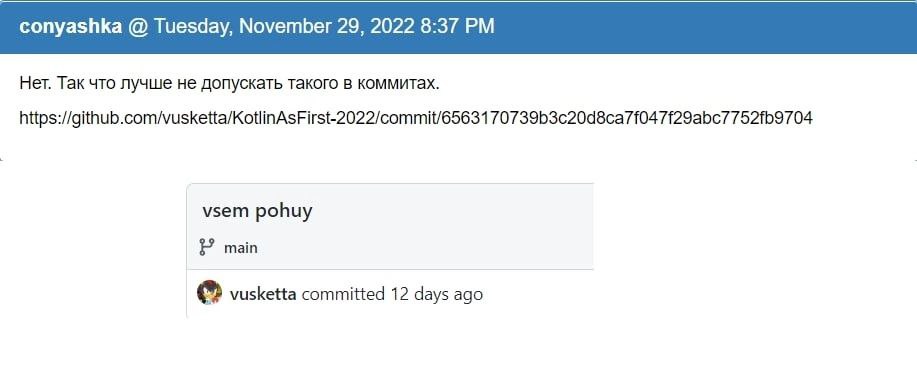 conyashka @ Tuesday, November 29, 2022 8:37 PM
Нет. Так что лучше не допускать такого в коммитах.
https://github.com/vusketta/KotlinAsFirst-2022/commit/6563170739b3c20d8ca7f047f29abc7752fb9704
vsem pohuy
main
vusketta committed 12 days ago